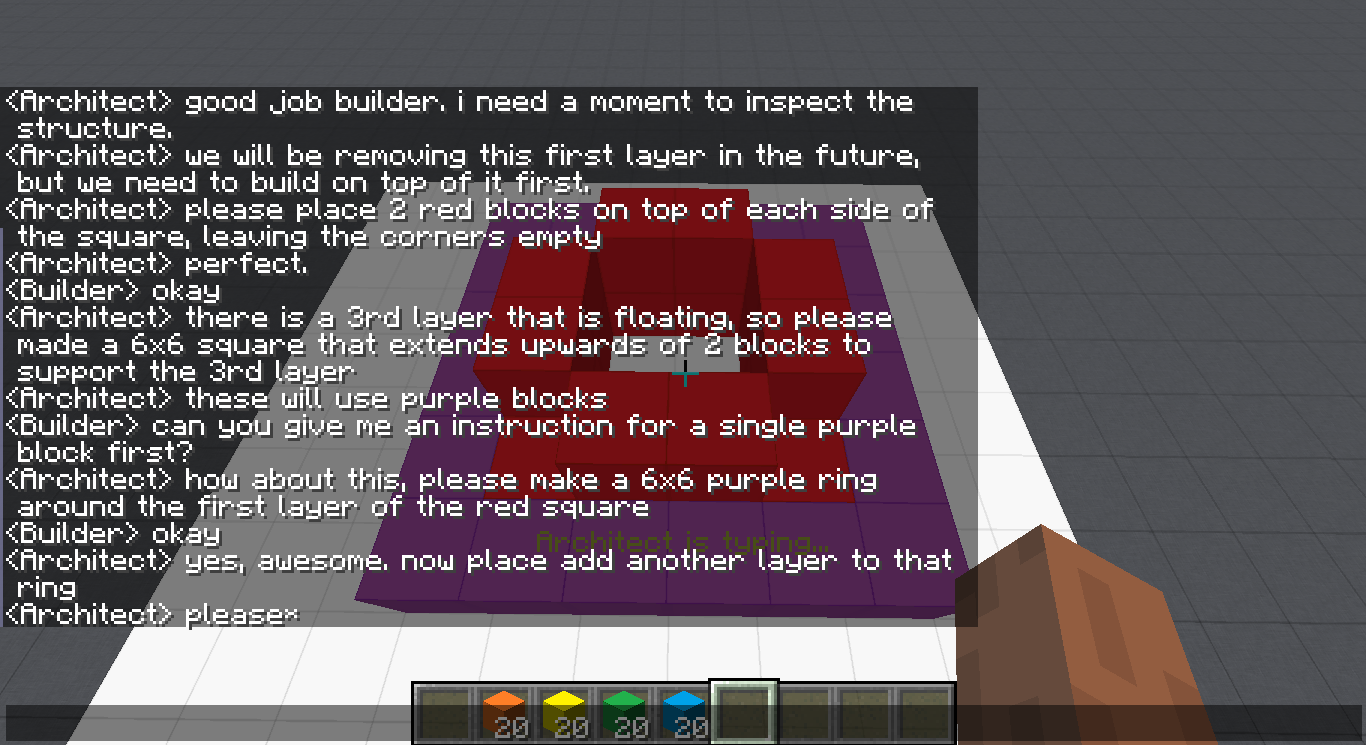 <Architect> good job builder. i need a moment to inspect the
structure.
<Architect> we will be removing this first layer in the future,
but we need to build on top of it first.
<Architect> please place 2 red blocks on top of each side of
the square, leaving the corners empty
<Architect> perfect.
<Builder> okay
<Architect> there is a 3rd layer that is floating, so please
made a 6x6 square that extends upwards of 2 blocks to
support the 3rd layer
<Architect> these will use purple blocks
<Builder> can you give me an instruction for a single purple
block first?
<Architect> how about this, please make a 6x6 purple ring
around the first layer of the red square
<Builder> okay
Architect is typing...
<Architect> yes, awesome. now place add another layer to that
ring
<Architect> please*
20
20
20
20